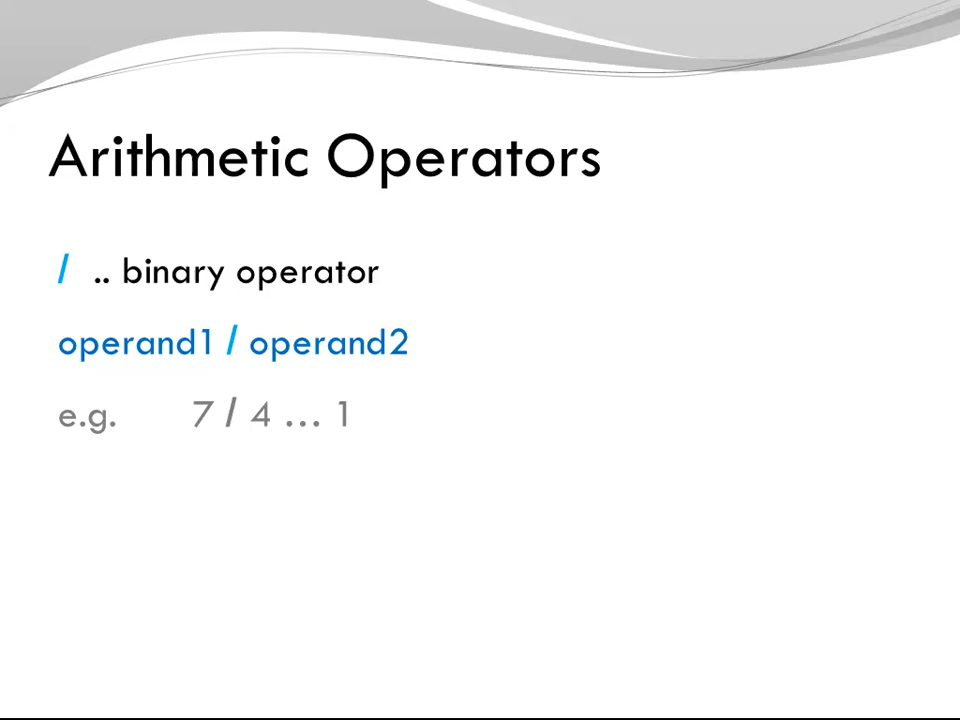 Arithmetic Operators
/ .. binary operator
operand1 / operand2
e.g. 7 / 4 … 1